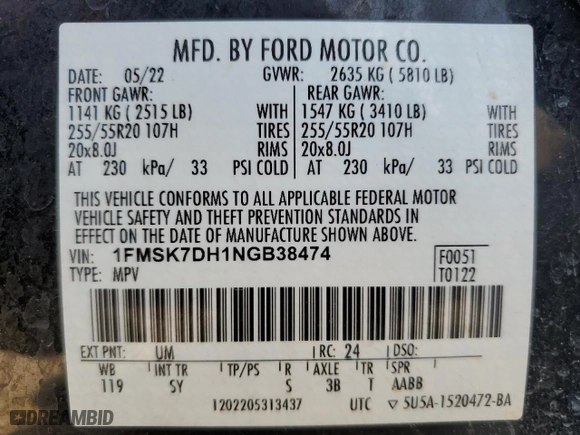 MFD. BY FORD MOTOR CO.
DATE: 05/22 GVWR: 2635 KG ( 5810 LB)
FRONT GAWR: REAR GAWR:
1141 KG ( 2515 LB) WITH 1547 KG ( 3410 LB) WITH
255/55R20 107H TIRES 255/55R20 107H TIRES
20x8.0J RIMS 20x8.0J RIMS
AT 230 kPa/ 33 PSI COLD AT 230 kPa/ 33 PSI COLD
THIS VEHICLE CONFORMS TO ALL APPLICABLE FEDERAL MOTOR
VEHICLE SAFETY AND THEFT PREVENTION STANDARDS IN
EFFECT ON THE DATE OF MANUFACTURE SHOWN ABOVE.
VIN: 1FMSK7DH1NGB38474 F0051
TYPE: MPV T0122
EXT PNT: UM RC: 24 DSO:
WB INT TR TP/PS R AXLE TR SPR
119 SY S 3B T AABB
1202205313437 UTC ▽ 5U5A-1520472-BA
DREAMBID